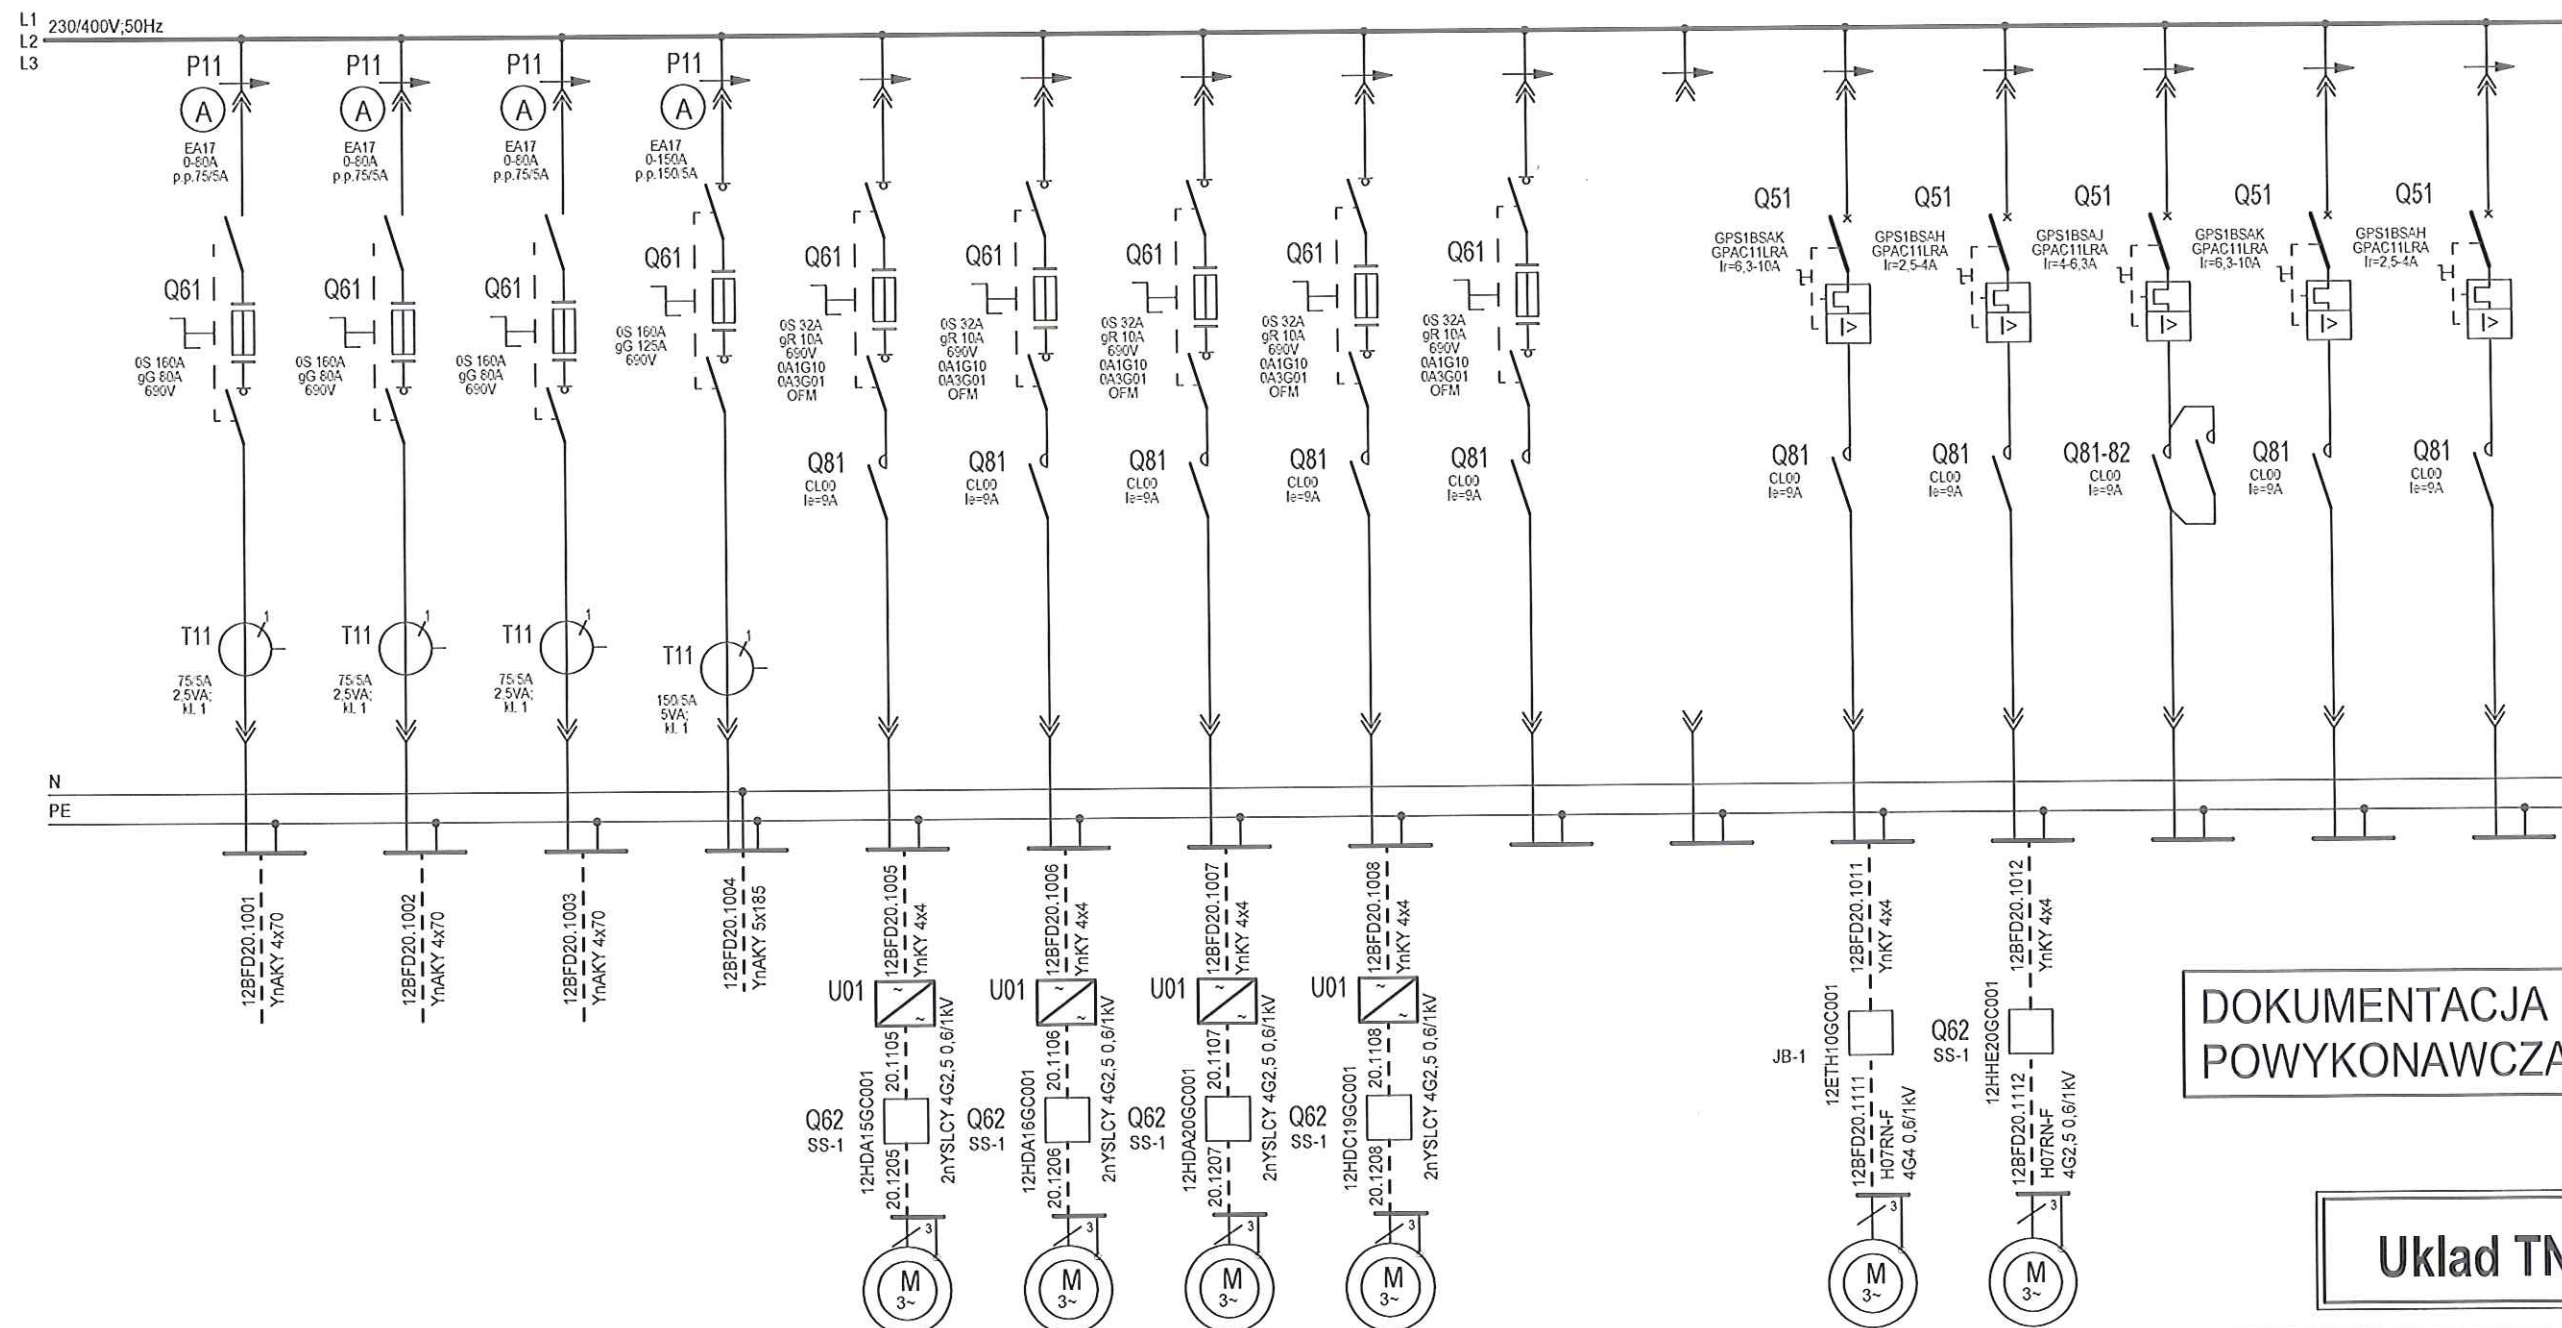 L1
230/400V;50Hz
L2
L3
P11
A
EA17
0-80A
p.p.75/5A
Q61
0S 160A
gG 80A
690V
T11
75/5A
2,5VA;
kl. 1
P11
A
EA17
0-80A
p.p.75/5A
Q61
0S 160A
gG 80A
690V
T11
75/5A
2,5VA;
kl. 1
P11
A
EA17
0-80A
p.p.75/5A
Q61
0S 160A
gG 80A
690V
T11
75/5A
2,5VA;
kl. 1
P11
A
EA17
0-150A
p.p.150/5A
Q61
0S 160A
gG 125A
690V
T11
150/5A
5VA;
kl. 1
Q61
0S 32A
gR 10A
690V
0A1G10
0A3G01
OFM
Q81
CL00
Ie=9A
Q61
0S 32A
gR 10A
690V
0A1G10
0A3G01
OFM
Q81
CL00
Ie=9A
Q61
0S 32A
gR 10A
690V
0A1G10
0A3G01
OFM
Q81
CL00
Ie=9A
Q61
0S 32A
gR 10A
690V
0A1G10
0A3G01
OFM
Q81
CL00
Ie=9A
Q61
0S 32A
gR 10A
690V
0A1G10
0A3G01
OFM
Q81
CL00
Ie=9A
Q51
GPS1BSAK
GPAC11LRA
Ir=6,3-10A
I>
Q81
CL00
Ie=9A
Q51
GPS1BSAH
GPAC11LRA
Ir=2,5-4A
I>
Q81
CL00
Ie=9A
Q51
GPS1BSAJ
GPAC11LRA
Ir=4-6,3A
I>
Q81-82
CL00
Ie=9A
Q51
GPS1BSAK
GPAC11LRA
Ir=6,3-10A
I>
Q81
CL00
Ie=9A
Q51
GPS1BSAH
GPAC11LRA
Ir=2,5-4A
I>
Q81
CL00
Ie=9A
1
1
1
1
N
PE
12BFD20.1001
YnAKY 4x70
12BFD20.1002
YnAKY 4x70
12BFD20.1003
YnAKY 4x70
12BFD20.1004
YnAKY 5x185
12BFD20.1005
YnKY 4x4
U01
~
~
20.1105
2nYSLCY 4G2,5 0,6/1kV
12HDA15GC001
Q62
SS-1
20.1205
3
M
3~
12BFD20.1006
YnKY 4x4
U01
~
~
20.1106
2nYSLCY 4G2,5 0,6/1kV
12HDA16GC001
Q62
SS-1
20.1206
3
M
3~
12BFD20.1007
YnKY 4x4
U01
~
~
20.1107
2nYSLCY 4G2,5 0,6/1kV
12HDA20GC001
Q62
SS-1
20.1207
3
M
3~
12BFD20.1008
YnKY 4x4
U01
~
~
20.1108
2nYSLCY 4G2,5 0,6/1kV
12HDC19GC001
Q62
SS-1
20.1208
3
M
3~
12BFD20.1011
YnKY 4x4
12ETH10GC001
JB-1
12BFD20.1111
H07RN-F
4G4 0,6/1kV
3
M
3~
12BFD20.1012
YnKY 4x4
12HHE20GC001
Q62
SS-1
12BFD20.1112
H07RN-F
4G2,5 0,6/1kV
3
M
3~
DOKUMENTACJA
POWYKONAWCZA
Uklad TN